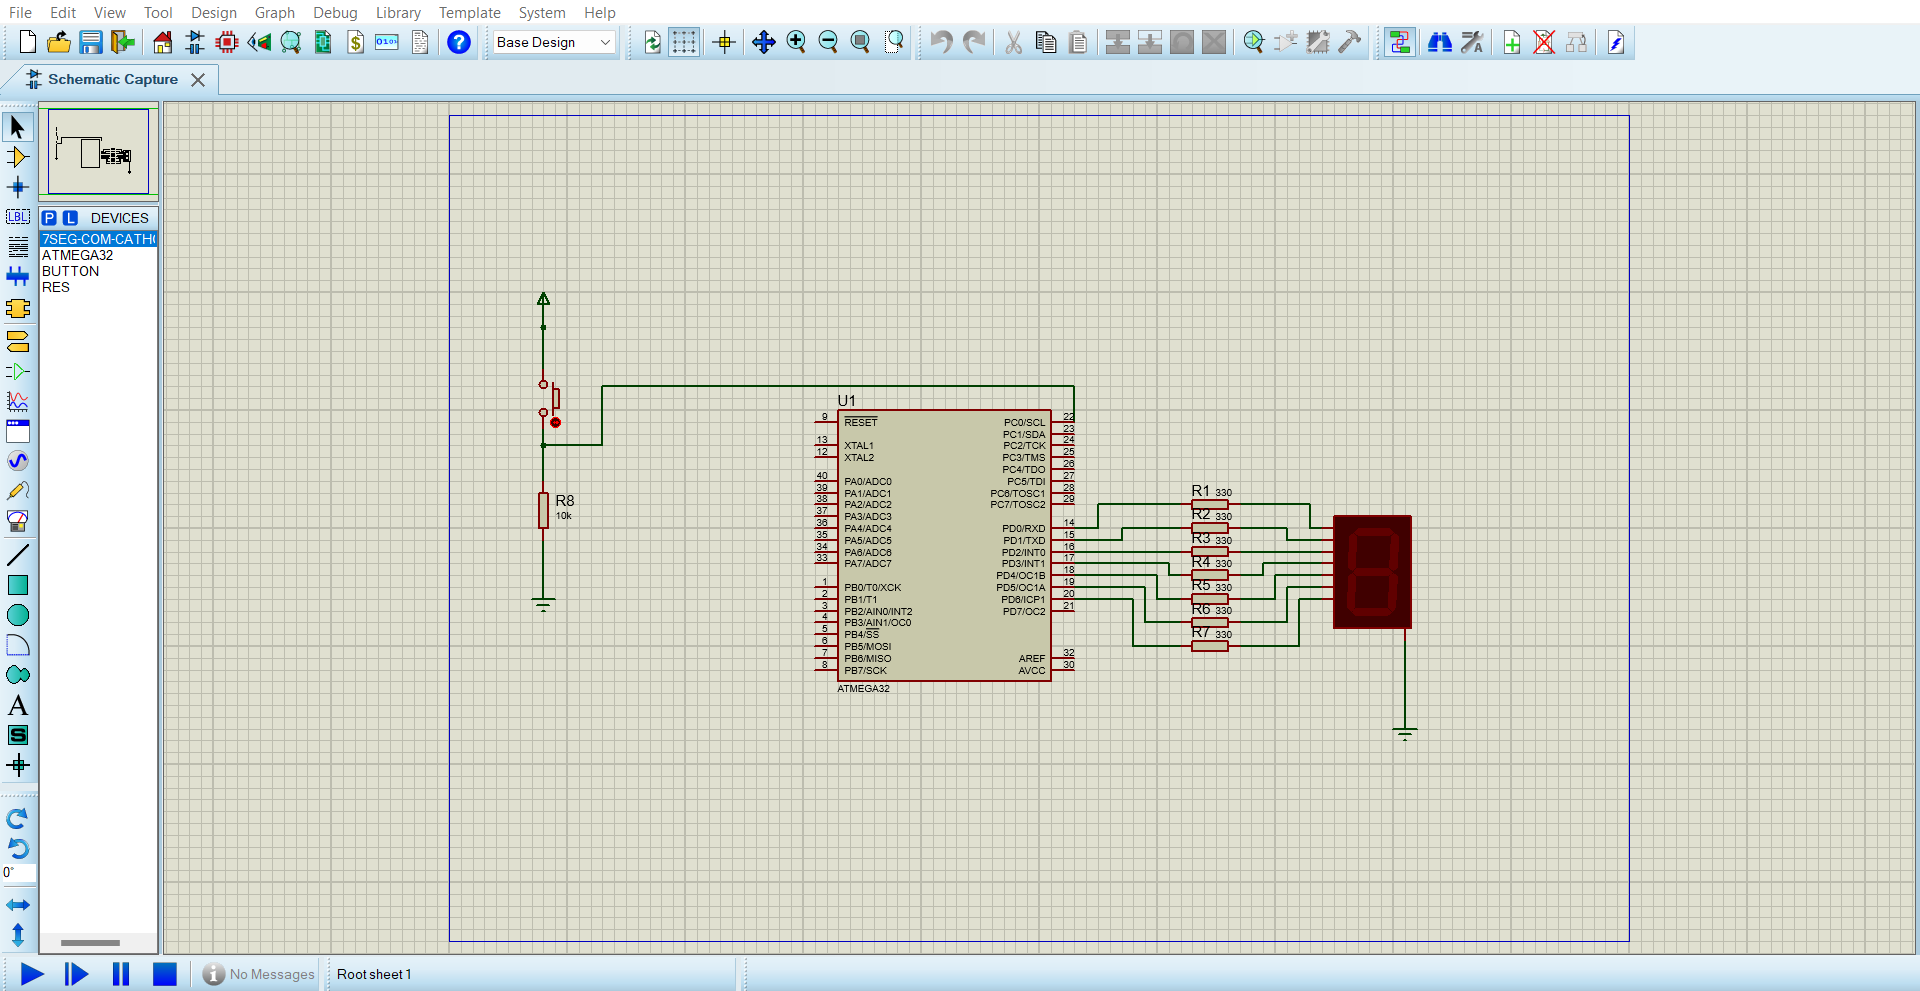 File Edit View Tool Design Graph Debug Library Template System Help
$ 0101 ? Base Design
Schematic Capture
LBL
P L DEVICES
7SEG-COM-CATH
ATMEGA32
BUTTON
RES
A
S
0°
R8
10k
U1
9 RESET PC0/SCL 22
PC1/SDA 23
13 XTAL1 PC2/TCK 24
12 XTAL2 PC3/TMS 25
PC4/TDO 26
40 PA0/ADC0 PC5/TDI 27
39 PA1/ADC1 PC6/TOSC1 28
38 PA2/ADC2 PC7/TOSC2 29
37 PA3/ADC3
36 PA4/ADC4 PD0/RXD 14
35 PA5/ADC5 PD1/TXD 15
34 PA6/ADC6 PD2/INT0 16
33 PA7/ADC7 PD3/INT1 17
PD4/OC1B 18
1 PB0/T0/XCK PD5/OC1A 19
2 PB1/T1 PD6/ICP1 20
3 PB2/AIN0/INT2 PD7/OC2 21
4 PB3/AIN1/OC0
5 PB4/SS
6 PB5/MOSI
7 PB6/MISO AREF 32
8 PB7/SCK AVCC 30
ATMEGA32
R1 330
R2 330
R3 330
R4 330
R5 330
R6 330
R7 330
No Messages Root sheet 1